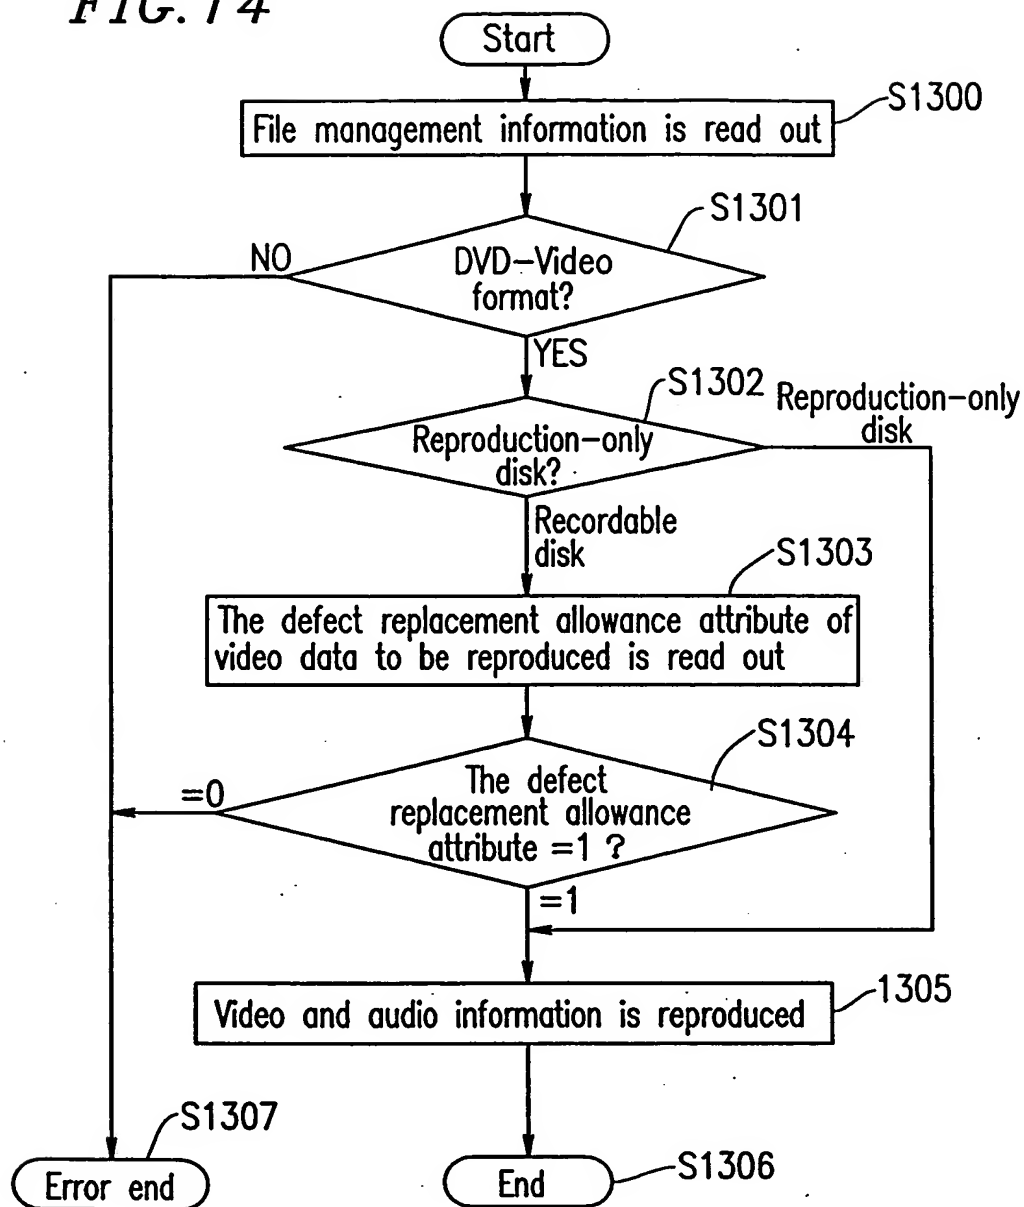 FIG. 14
Start
S1300
File management information is read out
S1301
NO
DVD-Video
format?
YES
S1302
Reproduction-only
disk
Reproduction-only
disk?
Recordable
disk
S1303
The defect replacement allowance attribute of
video data to be reproduced is read out
S1304
=0
The defect
replacement allowance
attribute =1 ?
=1
1305
Video and audio information is reproduced
S1307
Error end
S1306
End